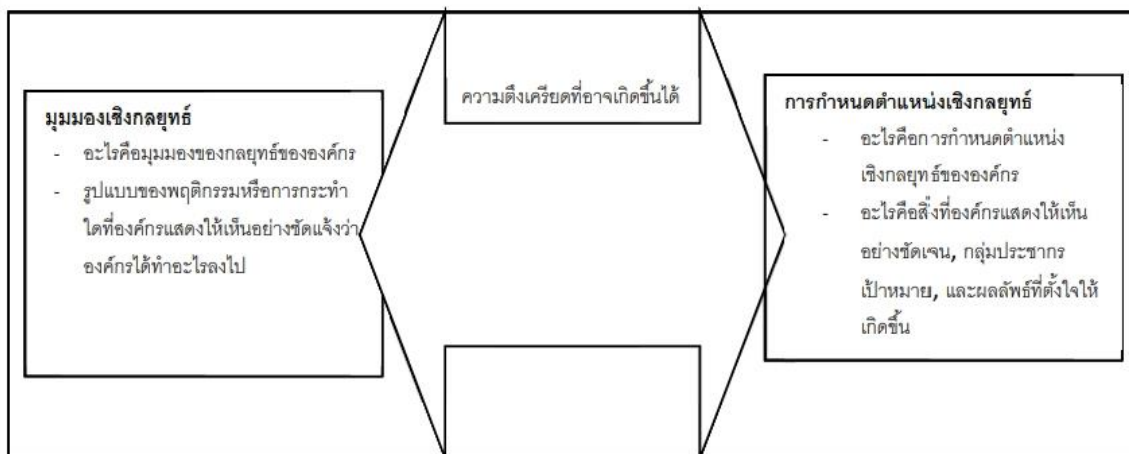 มุมมองเชิงกลยุทธ์
- อะไรคือมุมมองของกลยุทธ์ขององค์กร
- รูปแบบของพฤติกรรมหรือการกระทำ
ใดที่องค์กรแสดงให้เห็นอย่างชัดแจ้งว่า
องค์กรได้ทำอะไรลงไป
ความตึงเครียดที่อาจเกิดขึ้นได้
การกำหนดตำแหน่งเชิงกลยุทธ์
- อะไรคือการกำหนดตำแหน่ง
เชิงกลยุทธ์ขององค์กร
- อะไรคือสิ่งที่องค์กรแสดงให้เห็น
อย่างชัดเจน, กลุ่มประชากร
เป้าหมาย, และผลลัพธ์ที่ตั้งใจให้
เกิดขึ้น